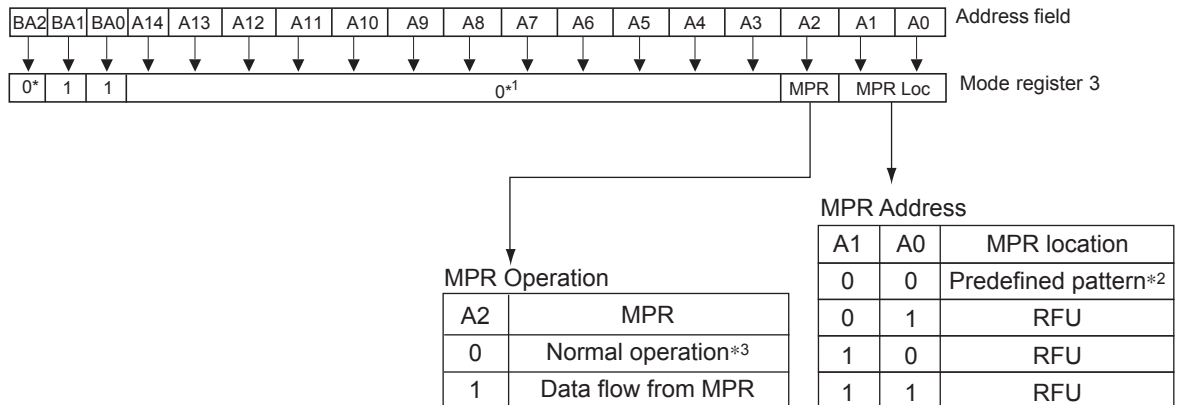 BA2 BA1 BA0 A14 A13 A12 A11 A10 A9 A8 A7 A6 A5 A4 A3 A2 A1 A0 Address field
0* 1 1 0*1 MPR MPR Loc Mode register 3
MPR Operation
A2 MPR
0 Normal operation*3
1 Data flow from MPR
MPR Address
A1 A0 MPR location
0 0 Predefined pattern*2
0 1 RFU
1 0 RFU
1 1 RFU